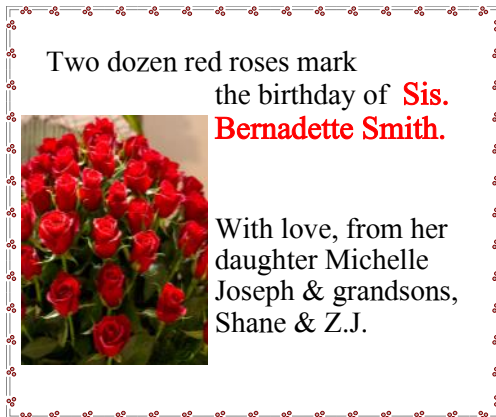 Two dozen red roses mark
the birthday of Sis.
Bernadette Smith.
With love, from her
daughter Michelle
Joseph & grandsons,
Shane & Z.J.